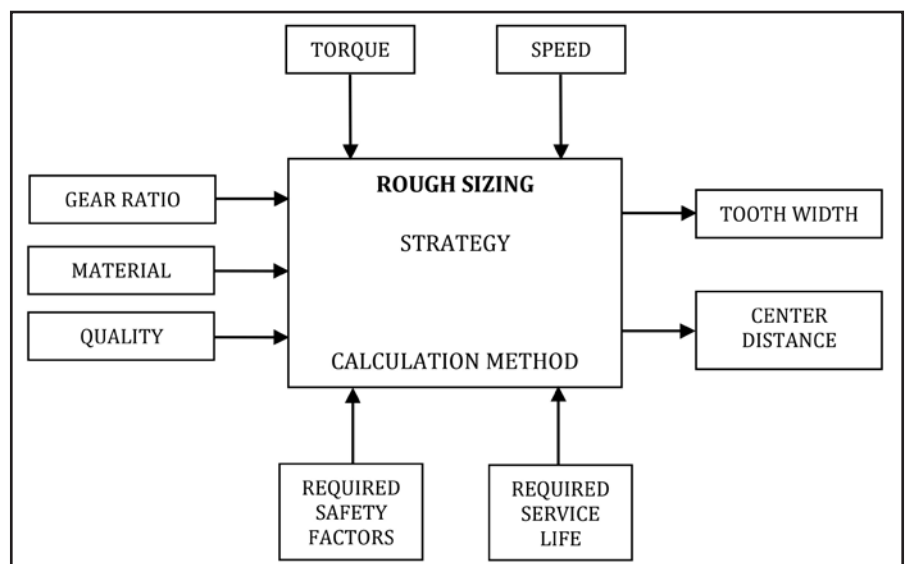 TORQUE
SPEED
GEAR RATIO
MATERIAL
QUALITY
ROUGH SIZING
STRATEGY
CALCULATION METHOD
TOOTH WIDTH
CENTER
DISTANCE
REQUIRED
SAFETY
FACTORS
REQUIRED
SERVICE
LIFE